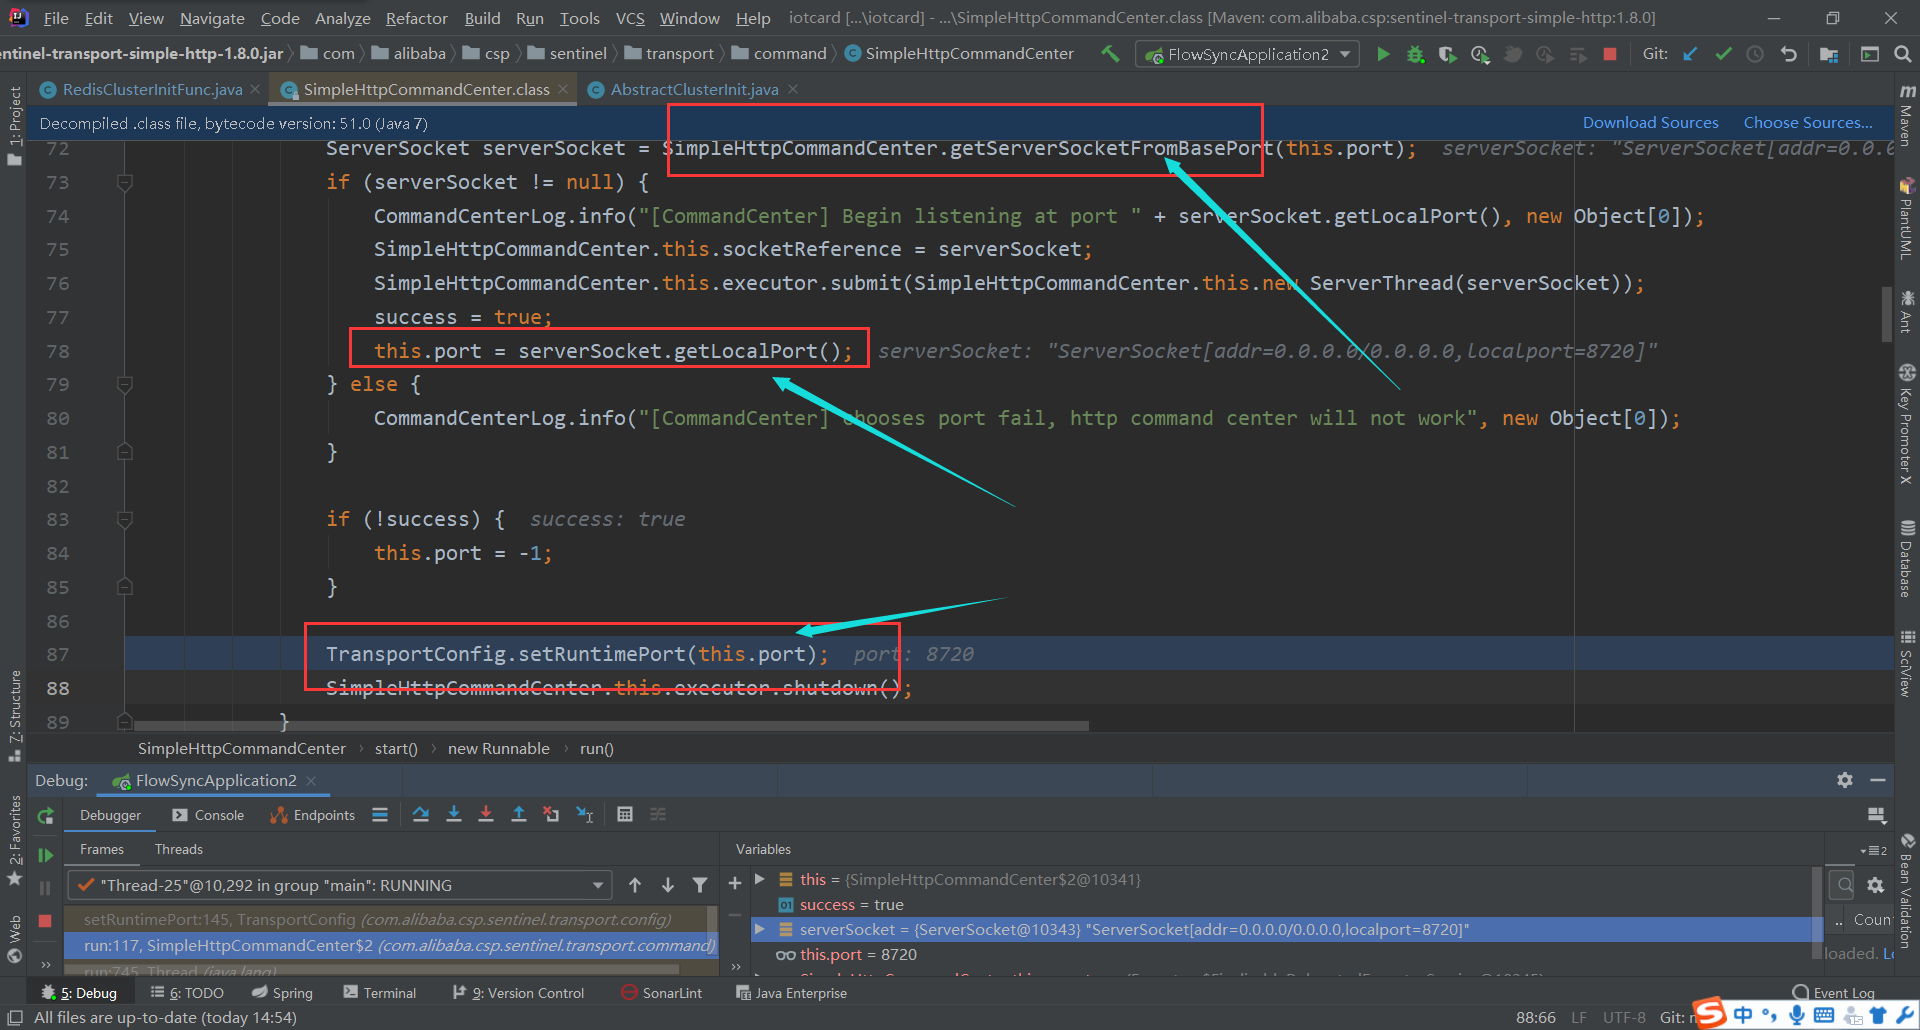 File Edit View Navigate Code Analyze Refactor Build Run Tools VCS Window Help iotcard [...\iotcard] - ...\SimpleHttpCommandCenter.class [Maven: com.alibaba.csp:sentinel-transport-simple-http:1.8.0]
entinel-transport-simple-http-1.8.0.jar com alibaba csp sentinel transport command SimpleHttpCommandCenter FlowSyncApplication2 Git:
RedisClusterInitFunc.java SimpleHttpCommandCenter.class AbstractClusterInit.java
Decompiled .class file, bytecode version: 51.0 (Java 7) Download Sources Choose Sources...
72 ServerSocket serverSocket = SimpleHttpCommandCenter.getServerSocketFromBasePort(this.port); serverSocket: "ServerSocket[addr=0.0.0
73 if (serverSocket != null) {
74 CommandCenterLog.info("[CommandCenter] Begin listening at port " + serverSocket.getLocalPort(), new Object[0]);
75 SimpleHttpCommandCenter.this.socketReference = serverSocket;
76 SimpleHttpCommandCenter.this.executor.submit(SimpleHttpCommandCenter.this.new ServerThread(serverSocket));
77 success = true;
78 this.port = serverSocket.getLocalPort(); serverSocket: "ServerSocket[addr=0.0.0.0/0.0.0.0,localport=8720]"
79 } else {
80 CommandCenterLog.info("[CommandCenter] chooses port fail, http command center will not work", new Object[0]);
81 }
82
83 if (!success) { success: true
84 this.port = -1;
85 }
86
87 TransportConfig.setRuntimePort(this.port); port: 8720
88 SimpleHttpCommandCenter.this.executor.shutdown();
89 }
SimpleHttpCommandCenter › start() › new Runnable › run()
Debug: FlowSyncApplication2
Debugger Console Endpoints
Frames Threads Variables
"Thread-25"@10,292 in group "main": RUNNING
setRuntimePort:145, TransportConfig (com.alibaba.csp.sentinel.transport.config)
run:117, SimpleHttpCommandCenter$2 (com.alibaba.csp.sentinel.transport.command)
run:745, Thread (java.lang)
this = {SimpleHttpCommandCenter$2@10341}
success = true
serverSocket = {ServerSocket@10343} "ServerSocket[addr=0.0.0.0/0.0.0.0,localport=8720]"
this.port = 8720
2
.. Coun
loaded. Lo
5: Debug 6: TODO Spring Terminal 9: Version Control SonarLint Java Enterprise Event Log
All files are up-to-date (today 14:54) 88:66 LF UTF-8 Git:
中
1: Project
7: Structure
2: Favorites
Web
Maven
PlantUML
Ant
Key Promoter X
Database
SciView
Bean Validation